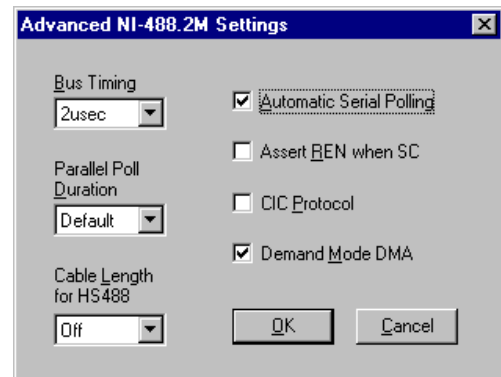 Advanced NI-488.2M Settings
Bus Timing
2usec
Parallel Poll
Duration
Default
Cable Length
for HS488
Off
Automatic Serial Polling
Assert REN when SC
CIC Protocol
Demand Mode DMA
OK
Cancel